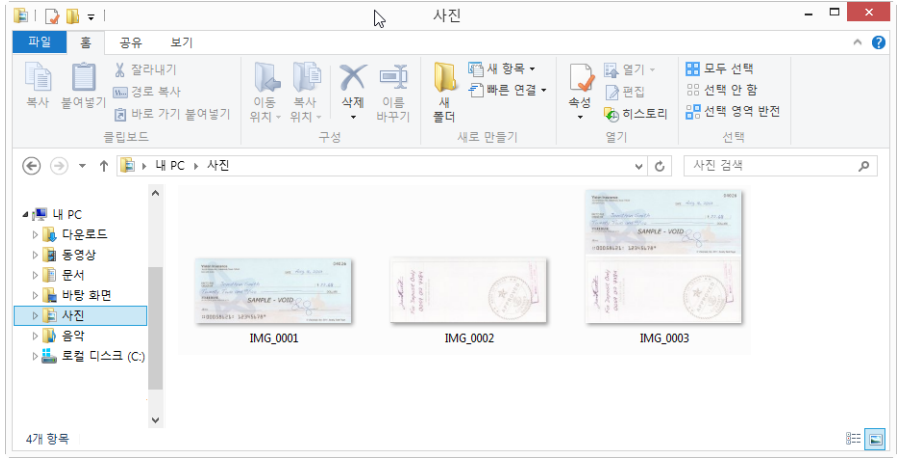 사진
파일 홈 공유 보기
복사
붙여넣기
잘라내기
경로 복사
바로 가기 붙여넣기
클립보드
이동 위치
복사 위치
삭제
이름 바꾸기
구성
새 폴더
새 항목
빠른 연결
새로 만들기
속성
열기
편집
히스토리
열기
모두 선택
선택 안 함
선택 영역 반전
선택
내 PC 사진
사진 검색
내 PC
다운로드
동영상
문서
바탕 화면
사진
음악
로컬 디스크 (C:)
SAMPLE - VOID
SAMPLE - VOID
IMG_0001 IMG_0002 IMG_0003
4개 항목